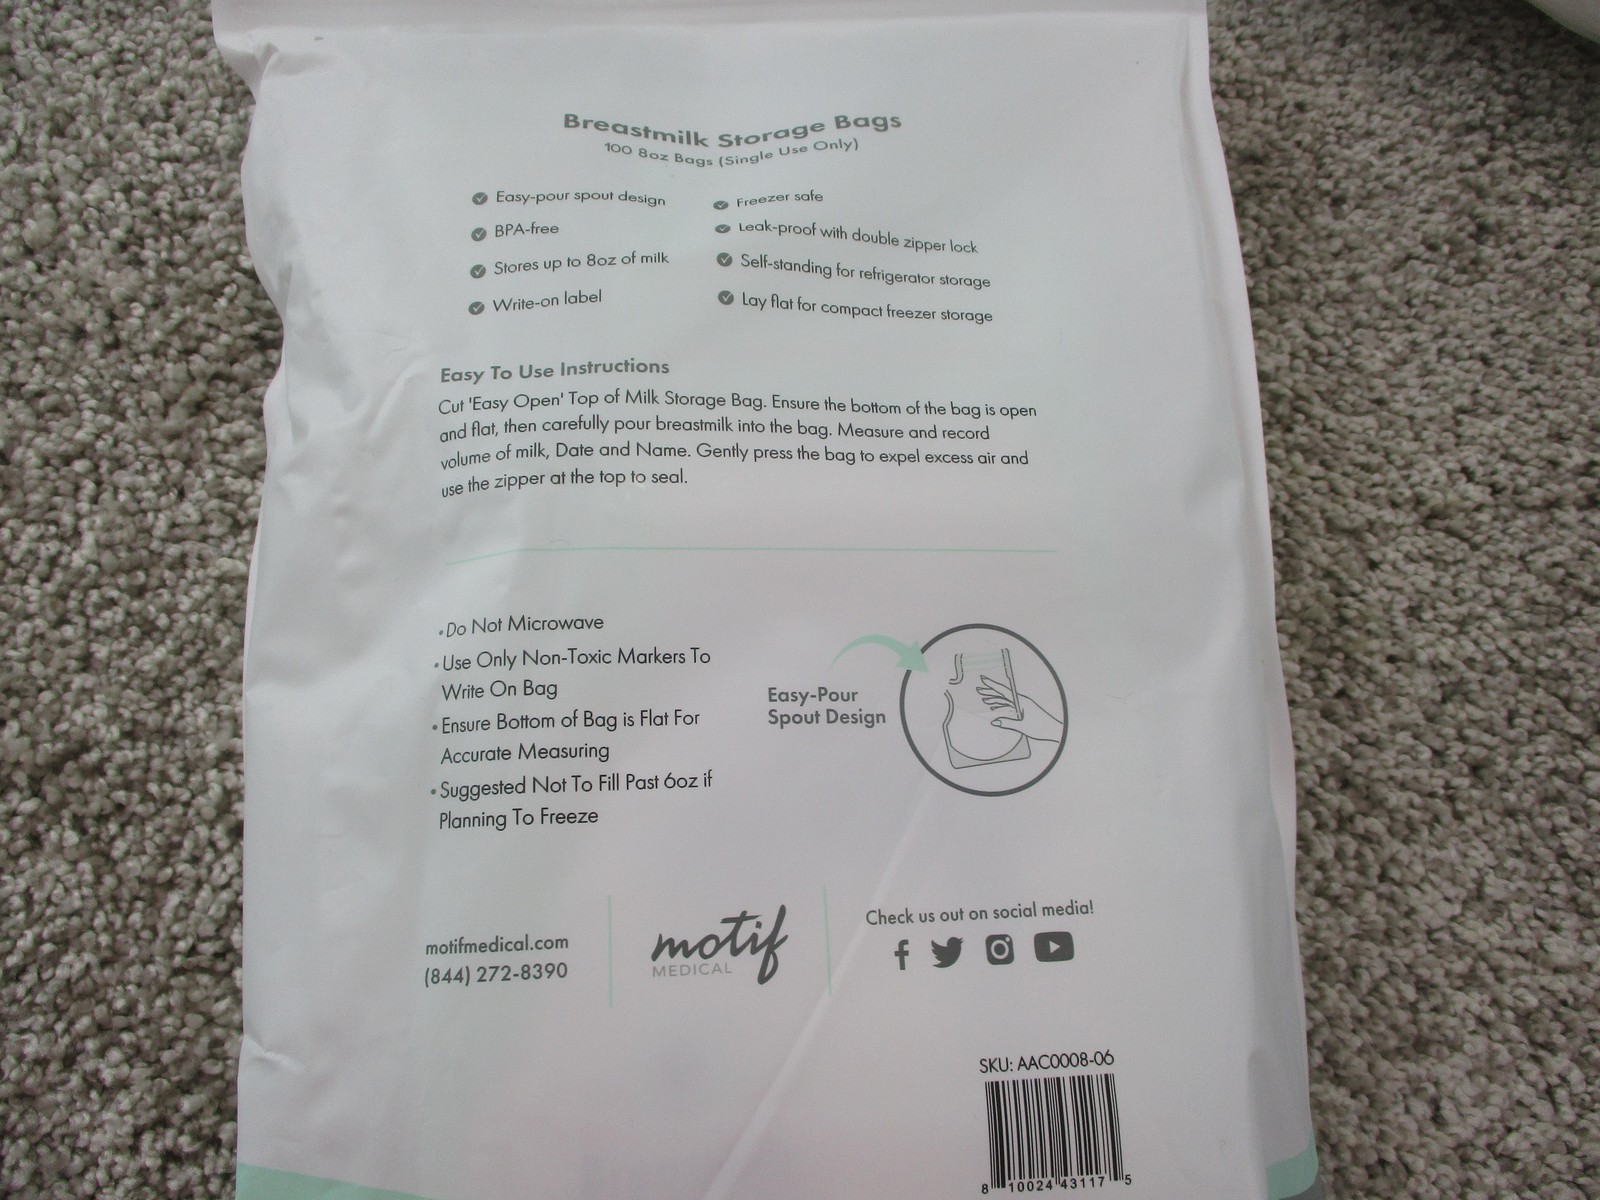 Breastmilk Storage Bags
100 8oz Bags (Single Use Only)
Easy-pour spout design
BPA-free
Stores up to 8oz of milk
Write-on label
Freezer safe
Leak-proof with double zipper lock
Self-standing for refrigerator storage
Lay flat for compact freezer storage
Easy To Use Instructions
Cut 'Easy Open' Top of Milk Storage Bag. Ensure the bottom of the bag is open
and flat, then carefully pour breastmilk into the bag. Measure and record
volume of milk, Date and Name. Gently press the bag to expel excess air and
use the zipper at the top to seal.
•Do Not Microwave
•Use Only Non-Toxic Markers To
Write On Bag
•Ensure Bottom of Bag is Flat For
Accurate Measuring
•Suggested Not To Fill Past 6oz if
Planning To Freeze
Easy-Pour
Spout Design
motifmedical.com
(844) 272-8390
motif
MEDICAL
Check us out on social media!
SKU: AAC0008-06
8 10024 43117 5